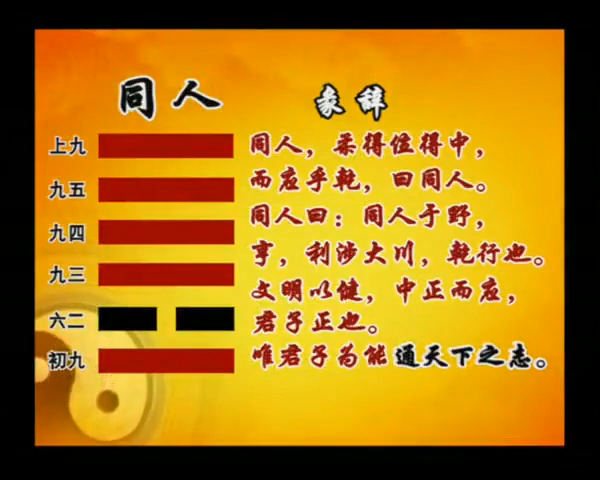 同人
彖辞
上九
九五
九四
九三
六二
初九
同人，柔得位得中，
而应乎乾，曰同人。
同人曰：同人于野，
亨，利涉大川，乾行也。
文明以健，中正而应，
君子正也。
唯君子为能通天下之志。